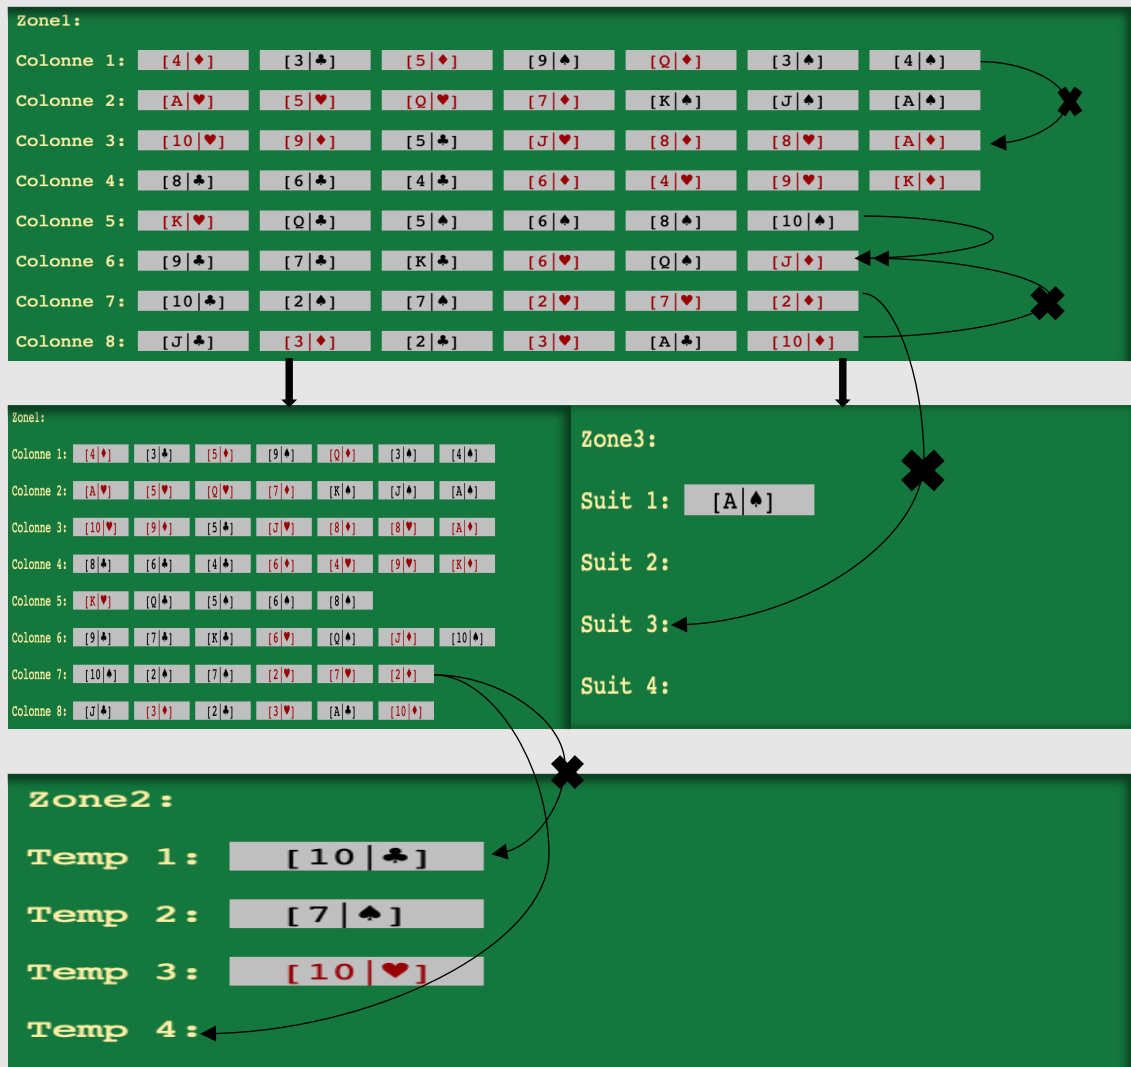 Zone1:
Colonne 1: [4|♦] [3|♣] [5|♦] [9|♠] [Q|♦] [3|♠] [4|♠]
Colonne 2: [A|♥] [5|♥] [Q|♥] [7|♦] [K|♠] [J|♠] [A|♠]
Colonne 3: [10|♥] [9|♦] [5|♣] [J|♥] [8|♦] [8|♥] [A|♦]
Colonne 4: [8|♣] [6|♣] [4|♣] [6|♦] [4|♥] [9|♥] [K|♦]
Colonne 5: [K|♥] [Q|♣] [5|♠] [6|♠] [8|♠] [10|♠]
Colonne 6: [9|♣] [7|♣] [K|♣] [6|♥] [Q|♠] [J|♦]
Colonne 7: [10|♣] [2|♠] [7|♠] [2|♥] [7|♥] [2|♦]
Colonne 8: [J|♣] [3|♦] [2|♣] [3|♥] [A|♣] [10|♦]
Zone1:
Colonne 1: [4|♦] [3|♣] [5|♦] [9|♠] [Q|♦] [3|♠] [4|♠]
Colonne 2: [A|♥] [5|♥] [Q|♥] [7|♦] [K|♠] [J|♠] [A|♠]
Colonne 3: [10|♥] [9|♦] [5|♣] [J|♥] [8|♦] [8|♥] [A|♦]
Colonne 4: [8|♣] [6|♣] [4|♣] [6|♦] [4|♥] [9|♥] [K|♦]
Colonne 5: [K|♥] [Q|♣] [5|♠] [6|♠] [8|♠]
Colonne 6: [9|♣] [7|♣] [K|♣] [6|♥] [Q|♠] [J|♦] [10|♠]
Colonne 7: [10|♠] [2|♠] [7|♠] [2|♥] [7|♥] [2|♦]
Colonne 8: [J|♣] [3|♦] [2|♣] [3|♥] [A|♣] [10|♦]
Zone3:
Suit 1: [A|♠]
Suit 2:
Suit 3:
Suit 4:
Zone2:
Temp 1: [10|♣]
Temp 2: [7|♠]
Temp 3: [10|♥]
Temp 4: